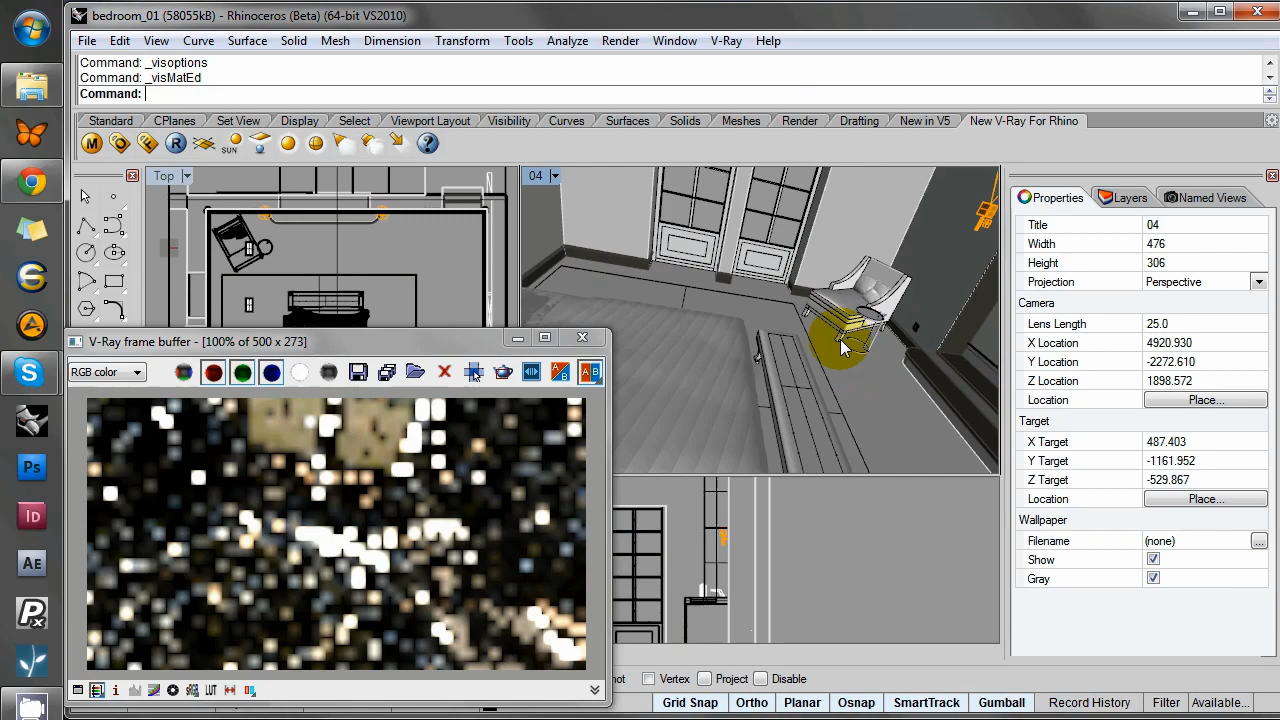 bedroom_01 (58055kB) - Rhinoceros (Beta) (64-bit VS2010)
File Edit View Curve Surface Solid Mesh Dimension Transform Tools Analyze Render Window V-Ray Help
Command: _visoptions
Command: _visMatEd
Command:
Standard CPlanes Set View Display Select Viewport Layout Visibility Curves Surfaces Solids Meshes Render Drafting New in V5 New V-Ray For Rhino
M O F R SUN ?
Top
04
Properties Layers Named Views
Title 04
Width 476
Height 306
Projection Perspective
Camera
Lens Length 25.0
X Location 4920.930
Y Location -2272.610
Z Location 1898.572
Location Place...
Target
X Target 487.403
Y Target -1161.952
Z Target -529.867
Location Place...
Wallpaper
Filename (none) ...
Show
Gray
V-Ray frame buffer - [100% of 500 x 273]
RGB color
LUT
Vertex Project Disable
Grid Snap Ortho Planar Osnap SmartTrack Gumball Record History Filter Available...
Ps
Id
Ae